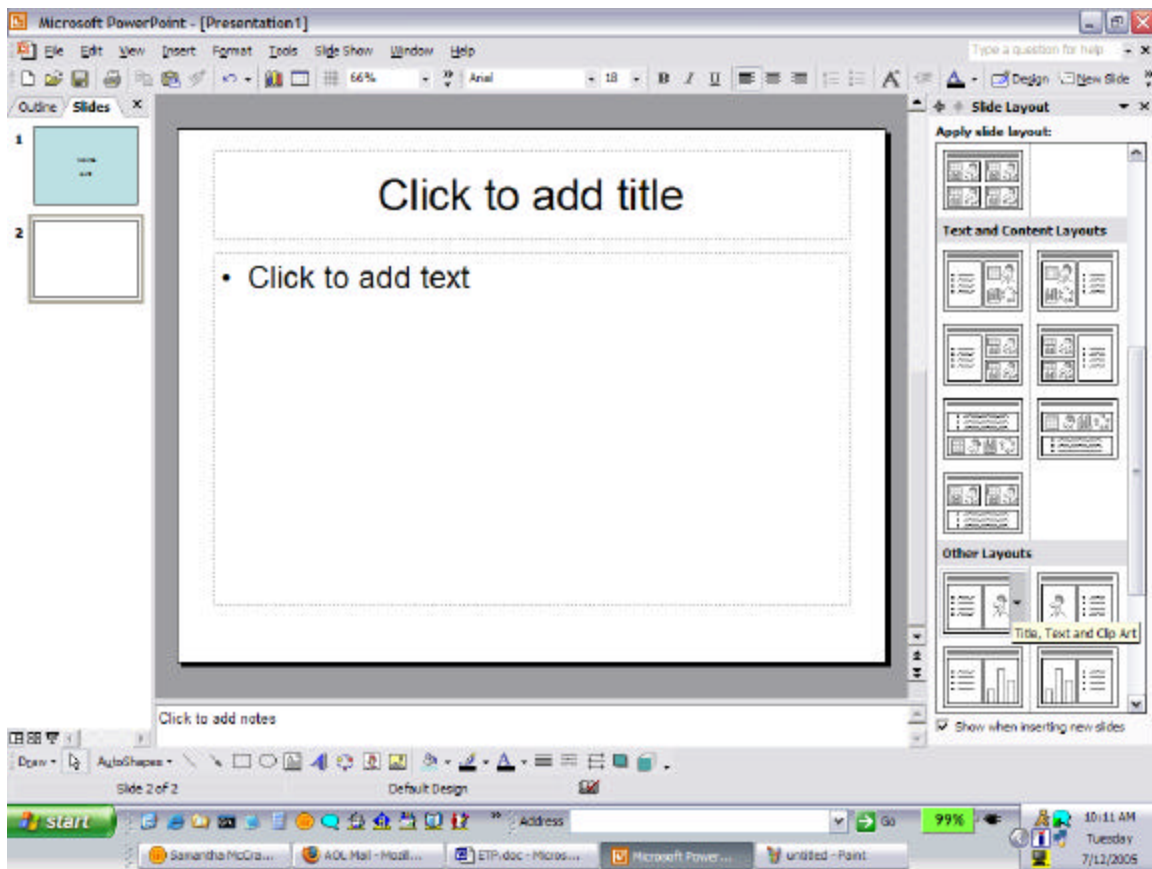 Microsoft PowerPoint - [Presentation1]
File Edit View Insert Format Tools Slide Show Window Help Type a question for help
66% Arial 18 B I U A A Design New Slide
Outline Slides Slide Layout
Apply slide layout:
1
2
Click to add title
Click to add text
Text and Content Layouts
Other Layouts
Title, Text and Clip Art
Click to add notes
Show when inserting new slides
Draw AutoShapes A A
Slide 2 of 2 Default Design
start Address Go 99% 10:11 AM
Tuesday
Samantha McCra... AOL Mail - Mozill... ETP.doc - Micros... Microsoft Power... untitled - Paint
7/12/2005